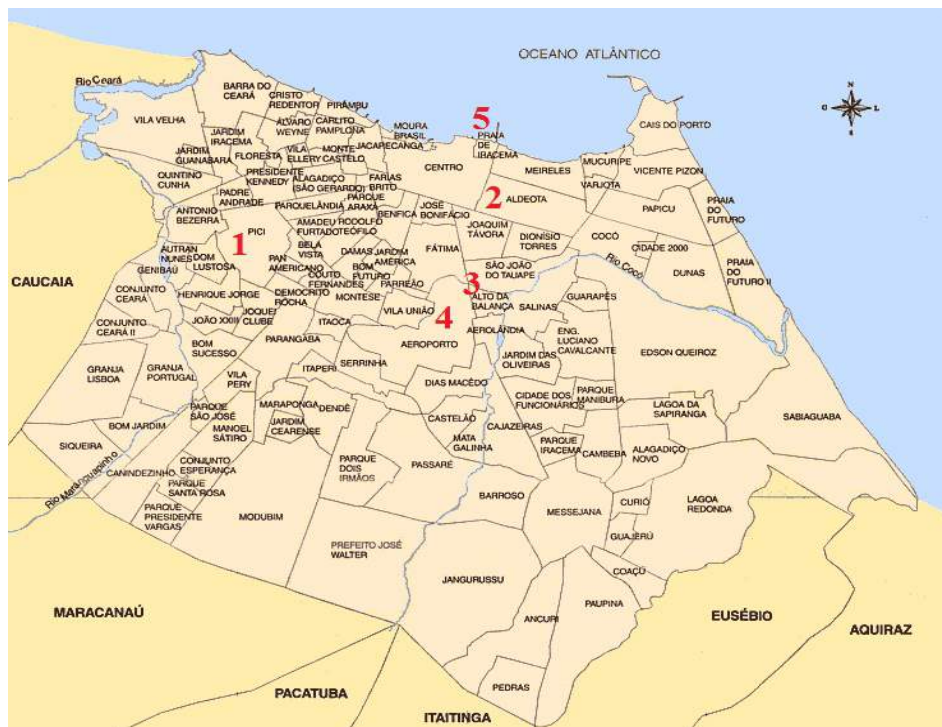 OCEANO ATLÂNTICO
Rio Ceará
BARRA DO
CEARÁ
CRISTO
REDENTOR
PIRÂMBU
VILA VELHA
ÁLVARO
WEYNE
CARLITO
PAMPLONA
MOURA
BRASIL
5
PRAIA
DE
IRACEMA
CAIS DO PORTO
N
O
L
S
JARDIM
IRACEMA
JARDIM
GUANABARA
FLORESTA
VILA
ELLERY
MONTE
CASTELO
JACAPECANGA
CENTRO
MEIRELES
MUCURIPE
VICENTE PIZON
VARJOTA
QUINTINO
CUNHA
PRESIDENTE
KENNEDY
ALAGADIÇO
(SÃO GERARDO)
FARIAS
BRITO
PADRE
ANDRADE
PARQUELÂNDIA
PARQUE
ARAXÁ
BENFICA
JOSÉ
BONIFÁCIO
2
ALDEOTA
PAPICU
PRAIA
DO
FUTURO
ANTONIO
BEZERRA
1
PICI
AMADEU
FURTADO
RODOLFO
TEÓFILO
JOAQUIM
TÁVORA
DIONÍSIO
TORRES
COCÓ
CIDADE 2000
AUTRAN
NUNES
DOM
LUSTOSA
GENIBAÚ
BELA
VISTA
DAMAS
JARDIM
AMÉRICA
FÁTIMA
PAN
AMERICANO
COUTO
FERNANDES
BOM
FUTURO
PARREÃO
SÃO JOÃO
DO TAUAPE
Rio Cocó
DUNAS
PRAIA
DO
FUTURO II
CAUCAIA
CONJUNTO
CEARÁ
HENRIQUE JORGE
DEMOCRITO
ROCHA
MONTESE
VILA UNIÃO
3
ALTO DA
BALANÇA
SALINAS
GUARAPÉS
CONJUNTO
CEARÁ II
JOÃO XXIII
JOQUEI
CLUBE
ITAOCA
4
AEROPORTO
AEROLÂNDIA
ENG.
LUCIANO
CAVALCANTE
BOM
SUCESSO
PARANGABA
SERRINHA
ITAPERI
JARDIM DAS
OLIVEIRAS
EDSON QUEIROZ
GRANJA
LISBOA
GRANJA
PORTUGAL
VILA
PERY
DIAS MACÊDO
CIDADE DOS
FUNCIONÁRIOS
PARQUE
MANIBURA
PARQUE
SÃO JOSÉ
MARAPONGA
DENDÊ
JARDIM
CEARENSE
CASTELÃO
CAJAZEIRAS
LAGOA DA
SAPIRANGA
SABIAGUABA
BOM JARDIM
SIQUEIRA
MANOEL
SÁTIRO
MATA
GALINHA
PARQUE
IRACEMA
CAMBEBA
ALAGADIÇO
NOVO
CANINDEZINHO
CONJUNTO
ESPERANÇA
PARQUE
SANTA ROSA
PARQUE
DOIS
IRMÃOS
PASSARÉ
Rio Maranguapinho
BARROSO
PARQUE
PRESIDENTE
VARGAS
MODUBIM
MESSEJANA
CURIÓ
LAGOA
REDONDA
PREFEITO JOSÉ
WALTER
GUAJERÚ
JANGURUSSU
COAÇÚ
MARACANAÚ
ANCURI
PAUPINA
EUSÉBIO
AQUIRAZ
PACATUBA
PEDRAS
ITAITINGA